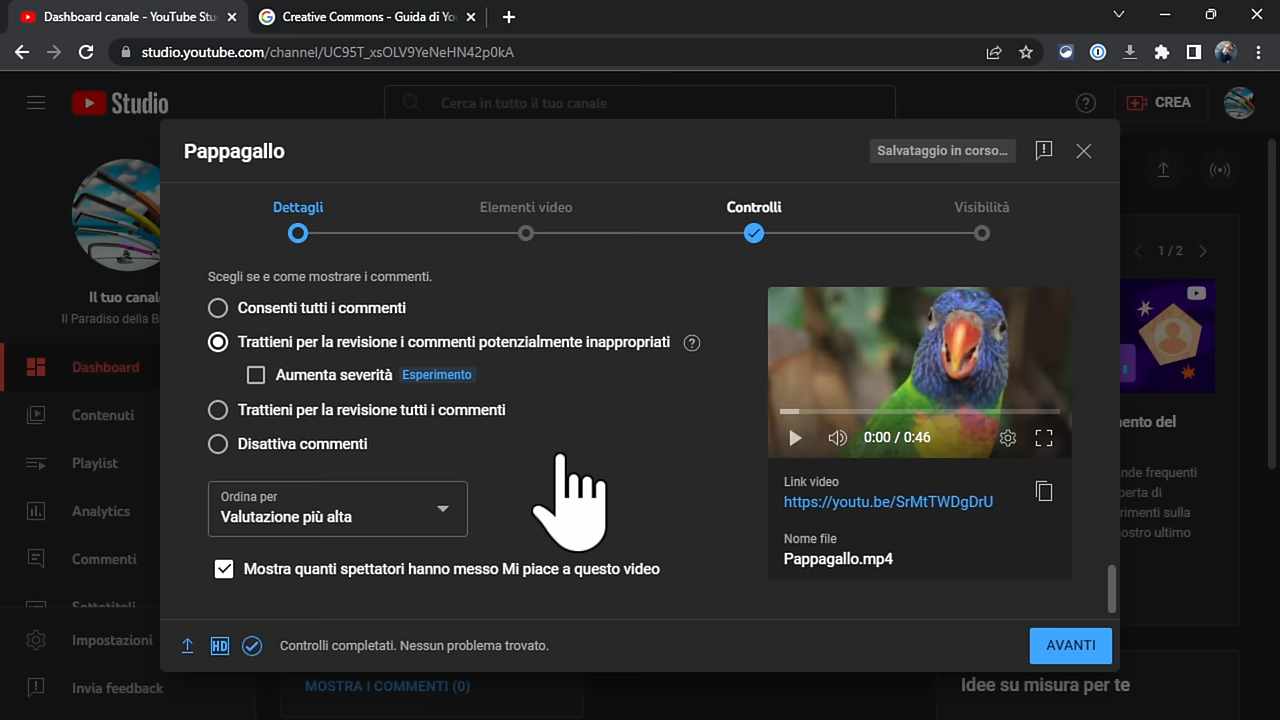 Dashboard canale - YouTube Stu
Creative Commons - Guida di Yo
studio.youtube.com/channel/UC95T_xsOLV9YeNeHN42p0kA
Studio
Cerca in tutto il tuo canale
CREA
Pappagallo
Salvataggio in corso...
Dettagli
Elementi video
Controlli
Visibilità
Scegli se e come mostrare i commenti.
Consenti tutti i commenti
Trattieni per la revisione i commenti potenzialmente inappropriati
Aumenta severità Esperimento
Trattieni per la revisione tutti i commenti
Disattiva commenti
Ordina per
Valutazione più alta
Mostra quanti spettatori hanno messo Mi piace a questo video
0:00 / 0:46
Link video
https://youtu.be/SrMtTWDgDrU
Nome file
Pappagallo.mp4
HD
Controlli completati. Nessun problema trovato.
AVANTI
Il tuo canal
Il Paradiso della B
Dashboard
Contenuti
Playlist
Analytics
Commenti
Sottotitoli
Impostazioni
Invia feedback
MOSTRA I COMMENTI (0)
1/2
ento del
nde frequenti
perta di
rimenti sulla
ostro ultimo
Idee su misura per te